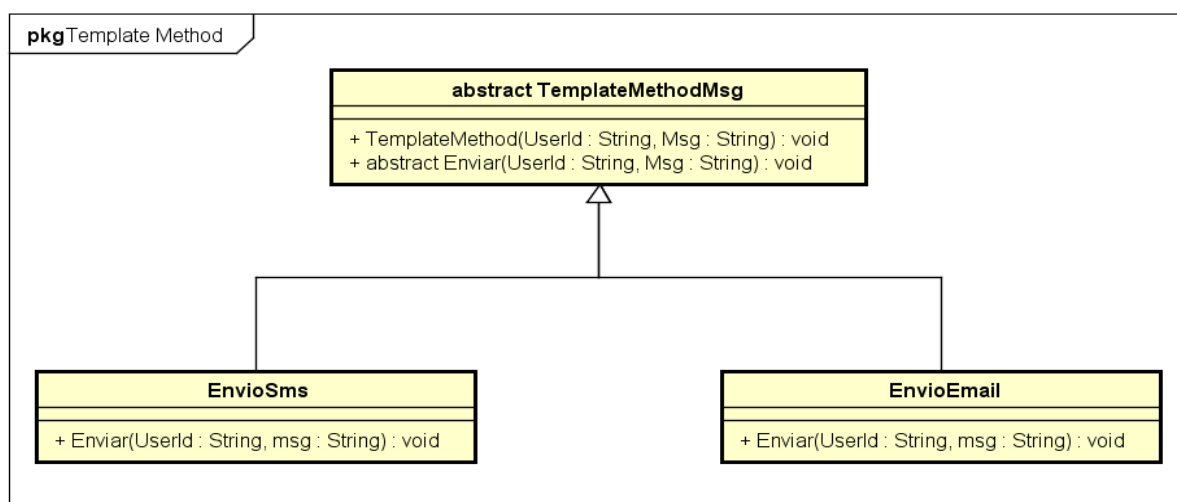 pkgTemplate Method
abstract TemplateMethodMsg
+ TemplateMethod(UserId : String, Msg : String) : void
+ abstract Enviar(UserId : String, Msg : String) : void
EnvioSms
+ Enviar(UserId : String, msg : String) : void
EnvioEmail
+ Enviar(UserId : String, msg : String) : void